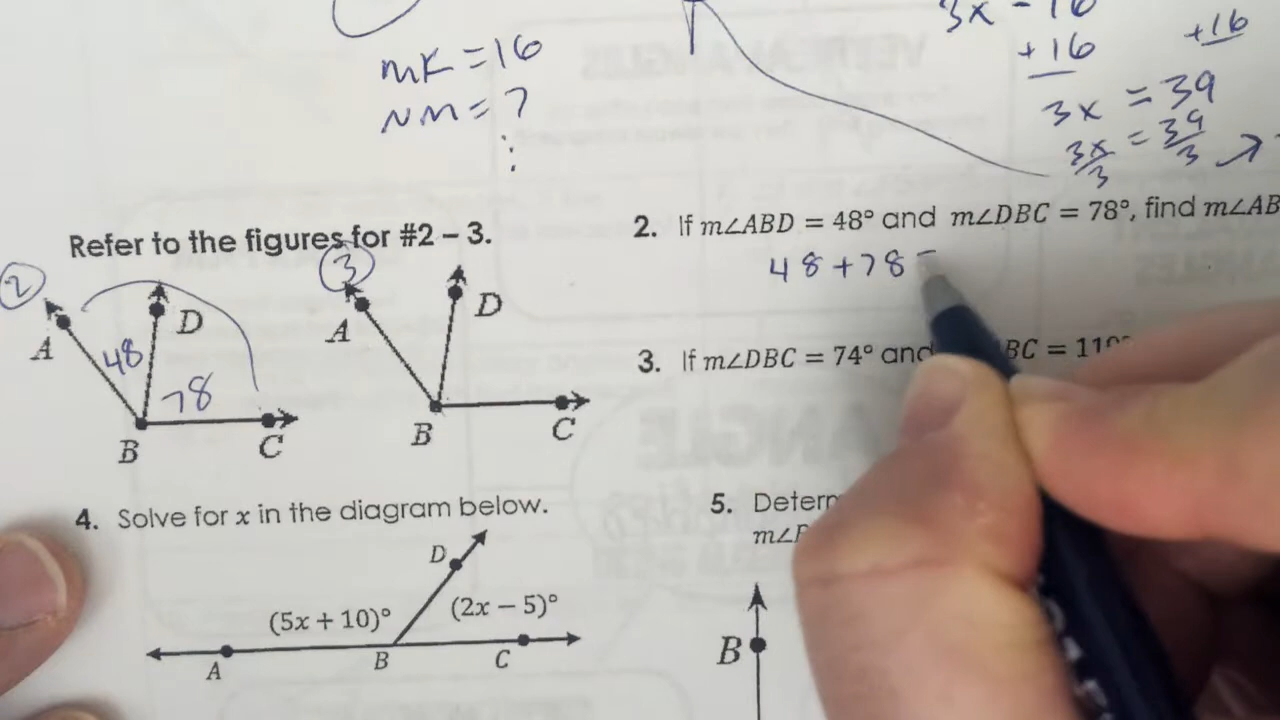 3x - 16
mK = 16
+16
+16
NM = ?
3x = 39
3x/3 = 39/3
2. If m∠ABD = 48° and m∠DBC = 78°, find m∠AB
Refer to the figures for #2 – 3.
48+78=
2
3
A
D
48
78
B
C
A
D
B
C
3. If m∠DBC = 74° and BC = 110°
4. Solve for x in the diagram below.
5. Determ
m∠
D
(5x + 10)°
(2x − 5)°
A
B
C
B